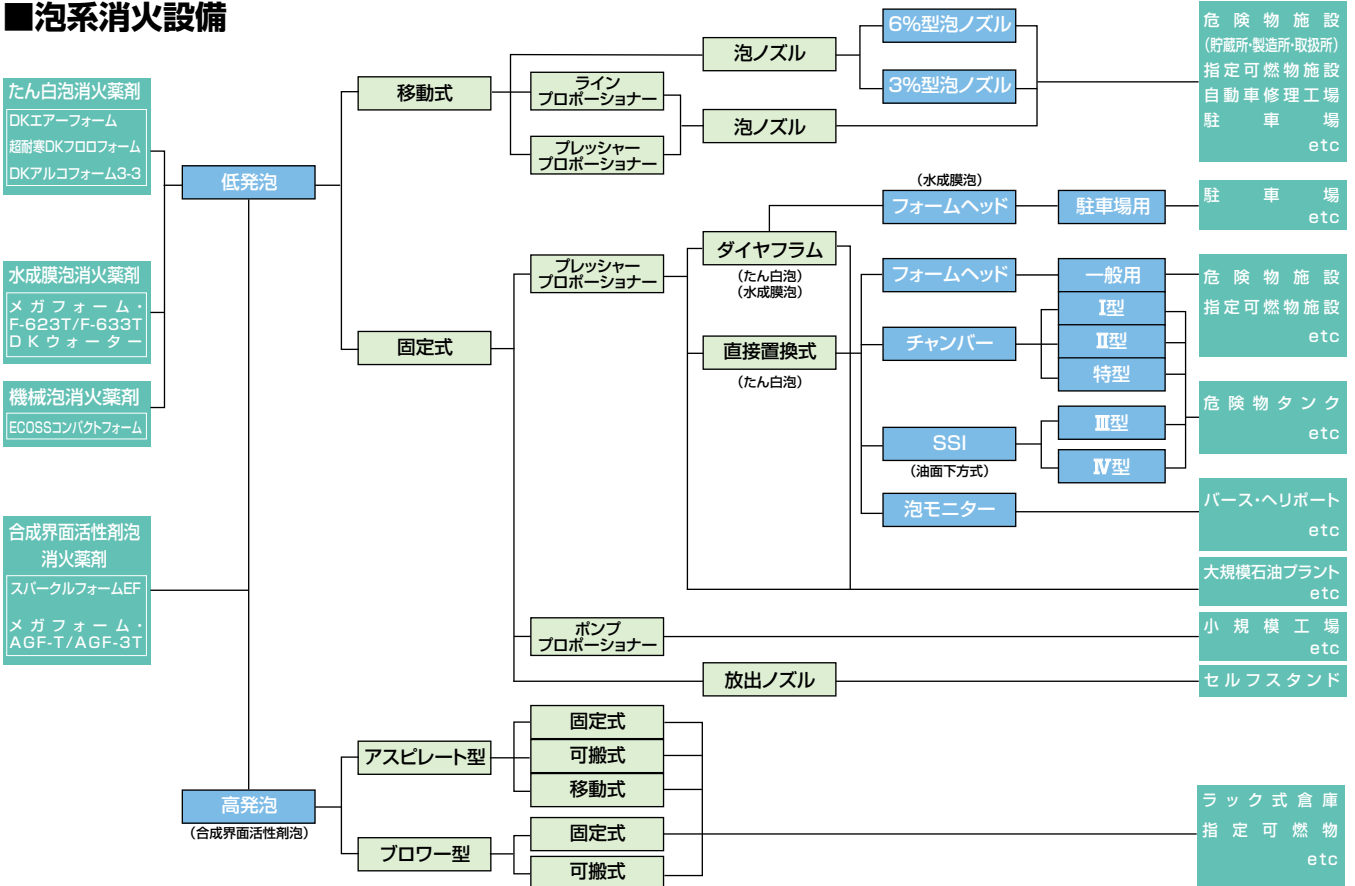 ■泡系消火設備
たん白泡消火薬剤
DKエアーフォーム
超耐寒DKフロロフォーム
DKアルコフォーム3-3
水成膜泡消火薬剤
メガフォーム・
F-623T/F-633T
DKウォーター
機械泡消火薬剤
ECOSSコンパクトフォーム
合成界面活性剤泡
消火薬剤
スパークルフォームEF
メガフォーム・
AGF-T/AGF-3T
低発泡
高発泡
(合成界面活性剤泡)
移動式
固定式
アスピレート型
ブロワー型
ライン
プロポーショナー
プレッシャー
プロポーショナー
プレッシャー
プロポーショナー
ポンプ
プロポーショナー
固定式
可搬式
移動式
固定式
可搬式
泡ノズル
泡ノズル
ダイヤフラム
(たん白泡)
(水成膜泡)
直接置換式
(たん白泡)
放出ノズル
6%型泡ノズル
3%型泡ノズル
(水成膜泡)
フォームヘッド
駐車場用
フォームヘッド
一般用
チャンバー
Ⅰ型
Ⅱ型
特型
SSI
(油面下方式)
Ⅲ型
Ⅳ型
泡モニター
危険物施設
(貯蔵所・製造所・取扱所)
指定可燃物施設
自動車修理工場
駐車場
etc
駐車場
etc
危険物施設
指定可燃物施設
etc
危険物タンク
etc
バース・ヘリポート
etc
大規模石油プラント
etc
小規模工場
etc
セルフスタンド
ラック式倉庫
指定可燃物
etc